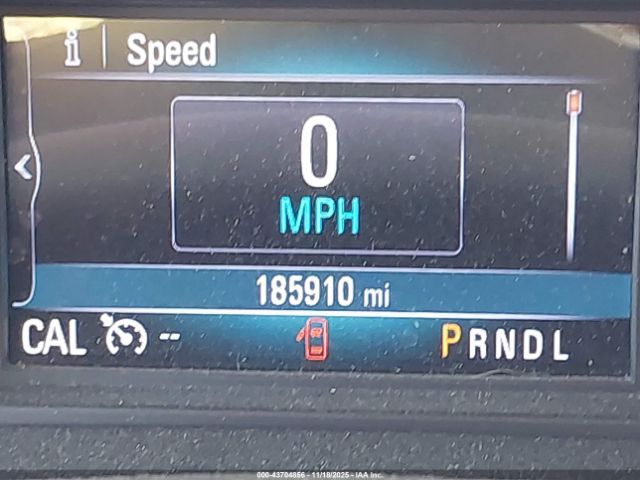 i Speed
0
MPH
185910 mi
CAL -- PRNDL
000-43704856 - 11/18/2025 - IAA Inc.